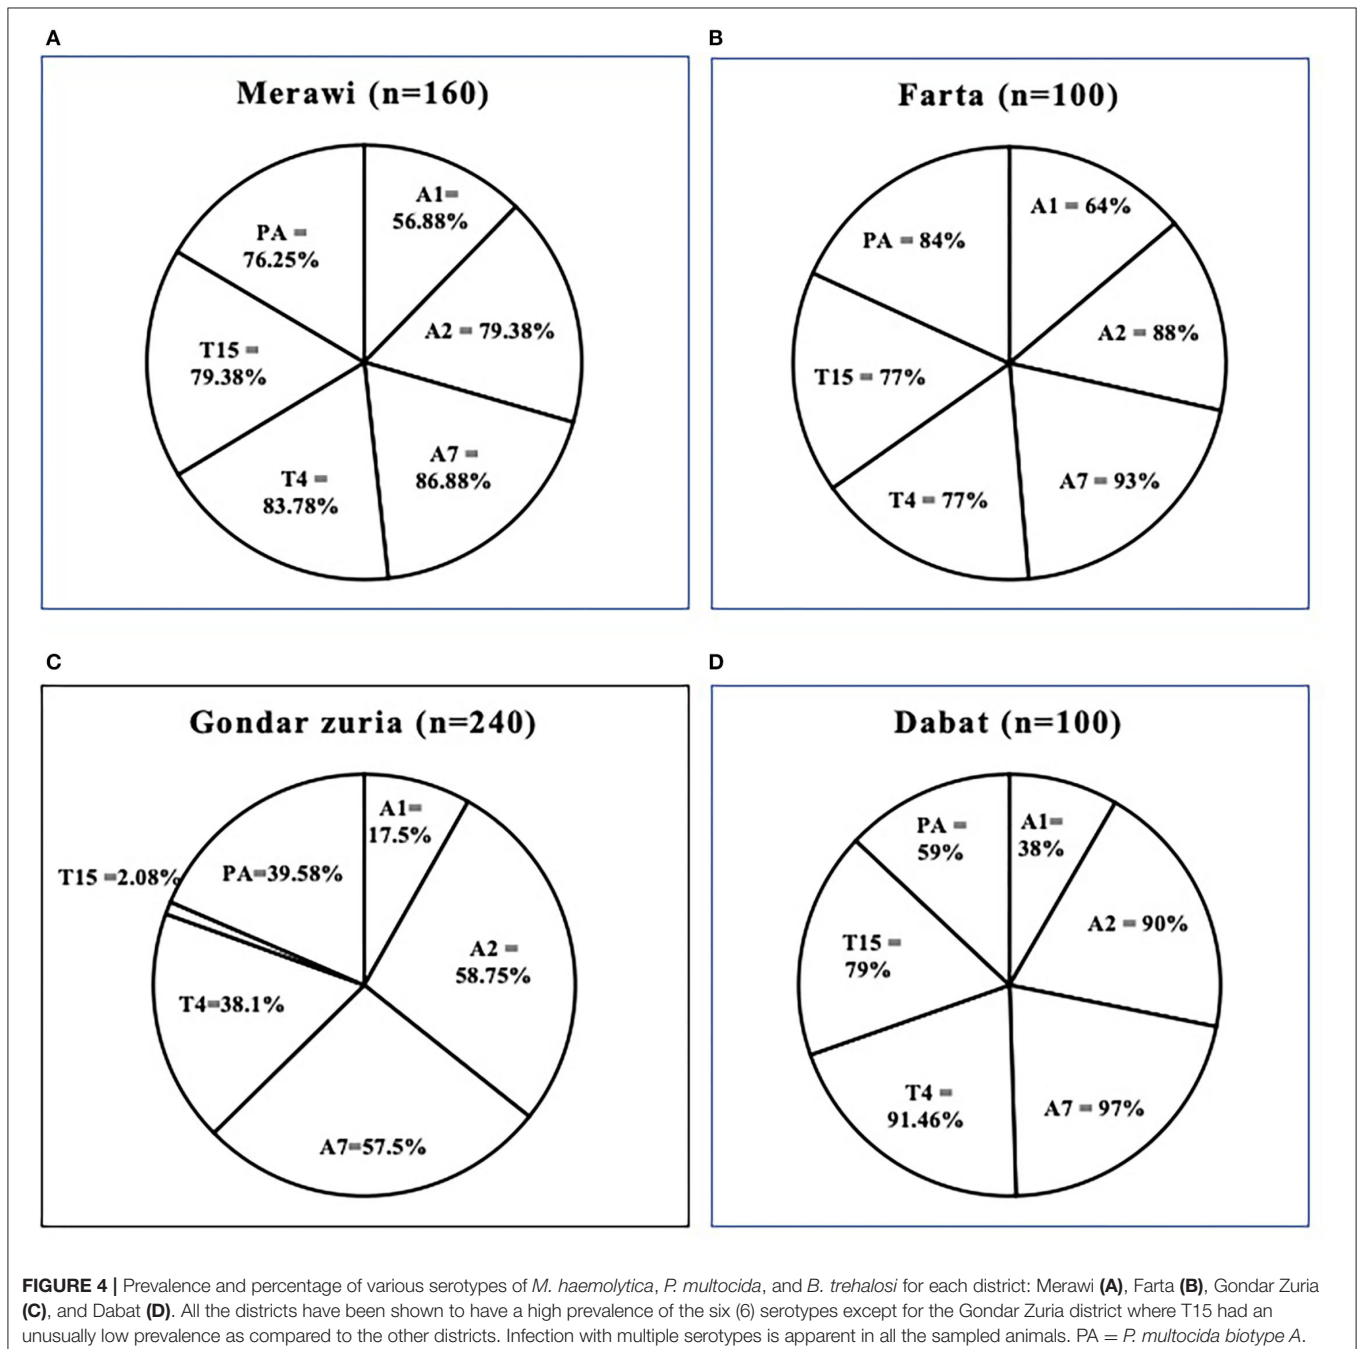 A
Merawi (n=160)
A1=
56.88%
A2 = 79.38%
A7 =
86.88%
T4 =
83.78%
T15 =
79.38%
PA =
76.25%
B
Farta (n=100)
A1 = 64%
A2 = 88%
A7 = 93%
T4 = 77%
T15 = 77%
PA = 84%
C
Gondar zuria (n=240)
A1=
17.5%
A2 =
58.75%
A7=57.5%
T4=38.1%
T15 =2.08%
PA=39.58%
D
Dabat (n=100)
A1=
38%
A2 = 90%
A7 = 97%
T4 =
91.46%
T15 =
79%
PA =
59%
FIGURE 4 | Prevalence and percentage of various serotypes of M. haemolytica, P. multocida, and B. trehalosi for each district: Merawi (A), Farta (B), Gondar Zuria
(C), and Dabat (D). All the districts have been shown to have a high prevalence of the six (6) serotypes except for the Gondar Zuria district where T15 had an
unusually low prevalence as compared to the other districts. Infection with multiple serotypes is apparent in all the sampled animals. PA = P. multocida biotype A.